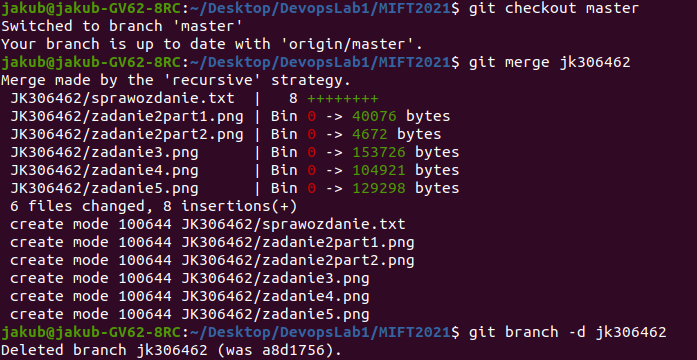 jakub@jakub-GV62-8RC:~/Desktop/DevopsLab1/MIFT2021$ git checkout master
Switched to branch 'master'
Your branch is up to date with 'origin/master'.
jakub@jakub-GV62-8RC:~/Desktop/DevopsLab1/MIFT2021$ git merge jk306462
Merge made by the 'recursive' strategy.
 JK306462/sprawozdanie.txt  |   8 ++++++++
 JK306462/zadanie2part1.png | Bin 0 -> 40076 bytes
 JK306462/zadanie2part2.png | Bin 0 -> 4672 bytes
 JK306462/zadanie3.png      | Bin 0 -> 153726 bytes
 JK306462/zadanie4.png      | Bin 0 -> 104921 bytes
 JK306462/zadanie5.png      | Bin 0 -> 129298 bytes
 6 files changed, 8 insertions(+)
 create mode 100644 JK306462/sprawozdanie.txt
 create mode 100644 JK306462/zadanie2part1.png
 create mode 100644 JK306462/zadanie2part2.png
 create mode 100644 JK306462/zadanie3.png
 create mode 100644 JK306462/zadanie4.png
 create mode 100644 JK306462/zadanie5.png
jakub@jakub-GV62-8RC:~/Desktop/DevopsLab1/MIFT2021$ git branch -d jk306462
Deleted branch jk306462 (was a8d1756).